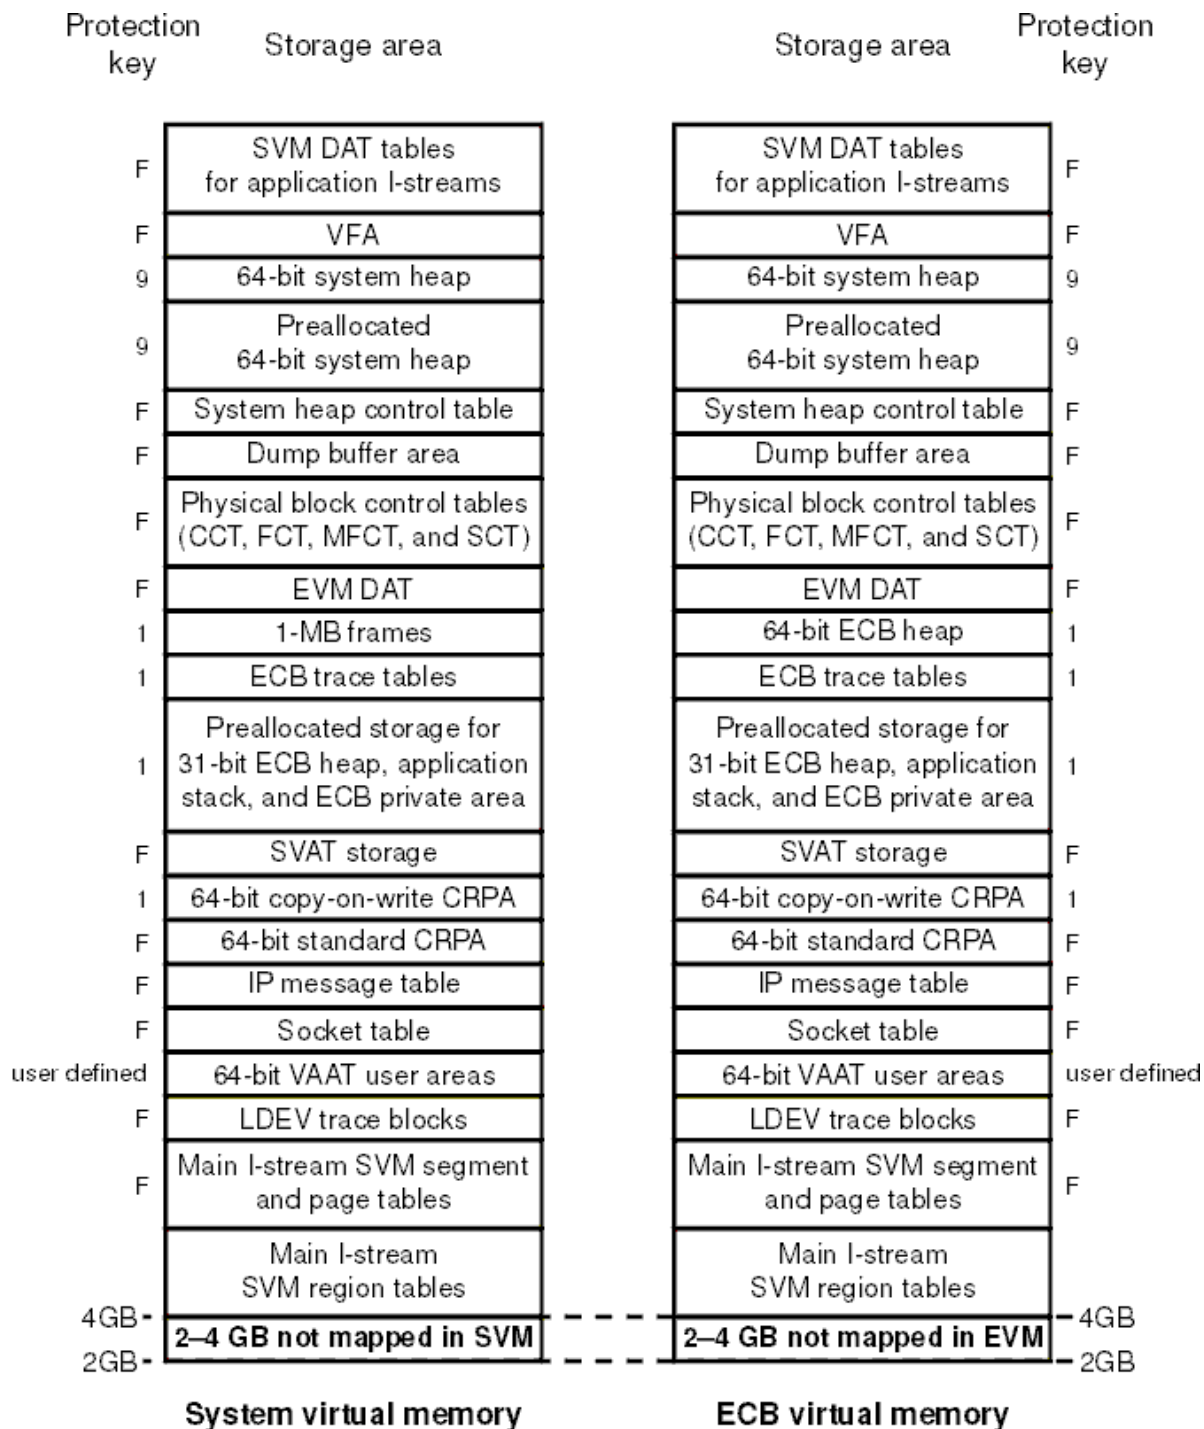 Protection key Storage area Storage area Protection key
F SVM DAT tables for application I-streams SVM DAT tables for application I-streams F
F VFA VFA F
9 64-bit system heap 64-bit system heap 9
9 Preallocated 64-bit system heap Preallocated 64-bit system heap 9
F System heap control table System heap control table F
F Dump buffer area Dump buffer area F
F Physical block control tables (CCT, FCT, MFCT, and SCT) Physical block control tables (CCT, FCT, MFCT, and SCT) F
F EVM DAT EVM DAT F
1 1-MB frames 64-bit ECB heap 1
1 ECB trace tables ECB trace tables 1
1 Preallocated storage for 31-bit ECB heap, application stack, and ECB private area Preallocated storage for 31-bit ECB heap, application stack, and ECB private area 1
F SVAT storage SVAT storage F
1 64-bit copy-on-write CRPA 64-bit copy-on-write CRPA 1
F 64-bit standard CRPA 64-bit standard CRPA F
F IP message table IP message table F
F Socket table Socket table F
user defined 64-bit VAAT user areas 64-bit VAAT user areas user defined
F LDEV trace blocks LDEV trace blocks F
F Main I-stream SVM segment and page tables Main I-stream SVM segment and page tables F
Main I-stream SVM region tables Main I-stream SVM region tables
4GB 4GB
2–4 GB not mapped in SVM 2–4 GB not mapped in EVM
2GB 2GB
System virtual memory ECB virtual memory